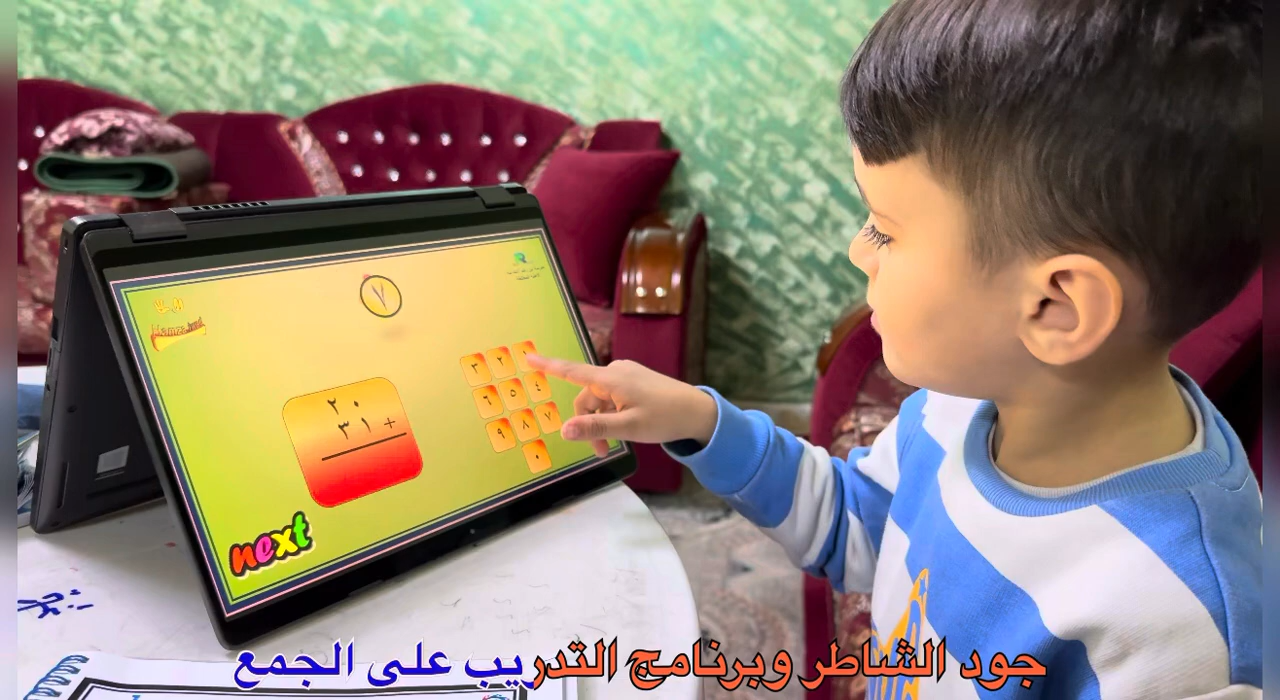 ٧
٢٠
٣١ +
٣ ٢
٦ ٥ ٤
٩ ٨ ٧
٠
next
جود الشاطر وبرنامج التدريب على الجمع